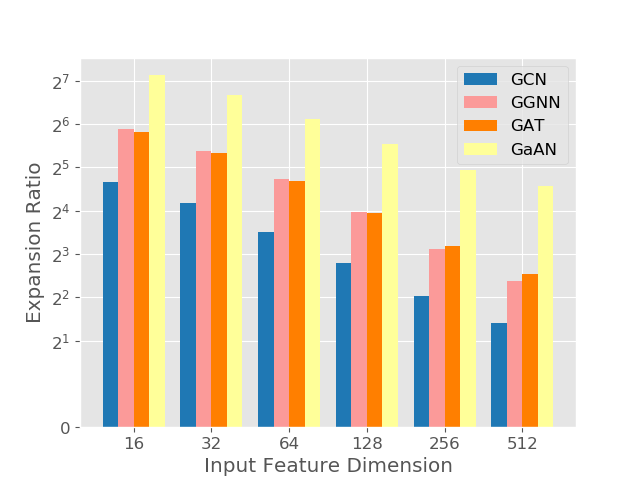 Expansion Ratio
2^7
2^6
2^5
2^4
2^3
2^2
2^1
0
16 32 64 128 256 512
Input Feature Dimension
GCN
GGNN
GAT
GaAN